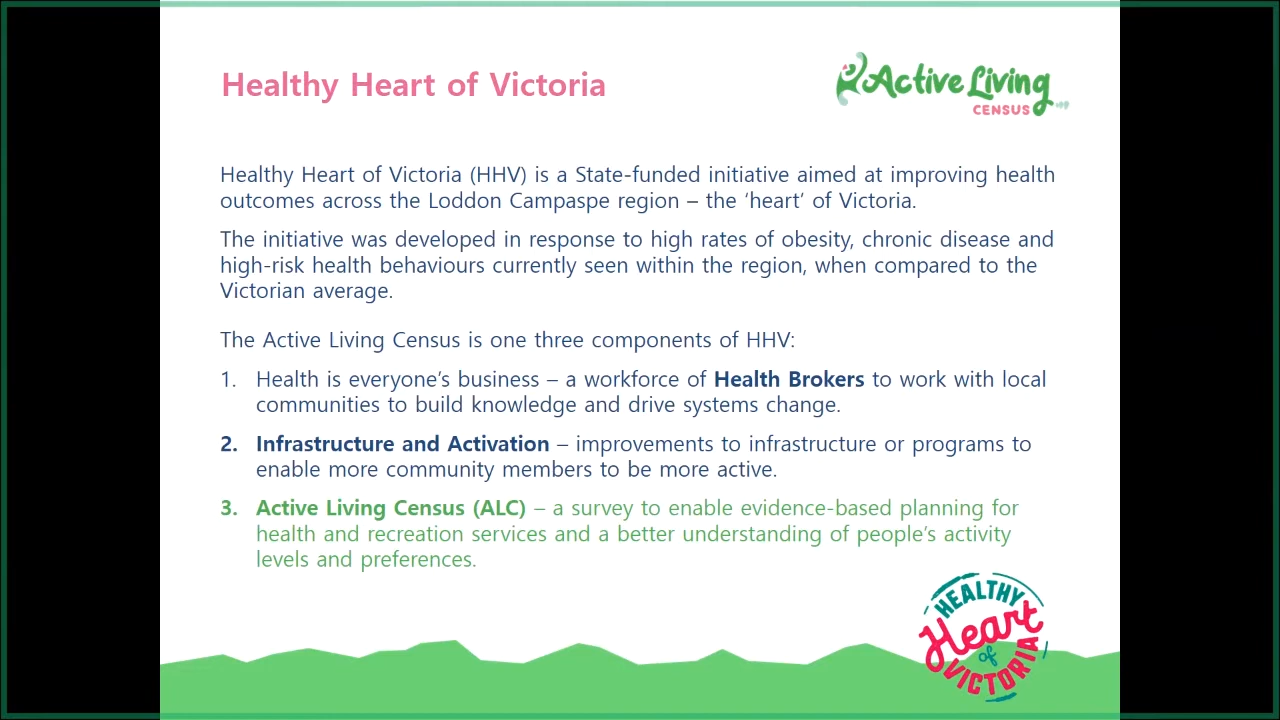 Healthy Heart of Victoria
Active Living
CENSUS
Healthy Heart of Victoria (HHV) is a State-funded initiative aimed at improving health
outcomes across the Loddon Campaspe region – the ‘heart’ of Victoria.
The initiative was developed in response to high rates of obesity, chronic disease and
high-risk health behaviours currently seen within the region, when compared to the
Victorian average.
The Active Living Census is one three components of HHV:
1. Health is everyone’s business – a workforce of Health Brokers to work with local
communities to build knowledge and drive systems change.
2. Infrastructure and Activation – improvements to infrastructure or programs to
enable more community members to be more active.
3. Active Living Census (ALC) – a survey to enable evidence-based planning for
health and recreation services and a better understanding of people’s activity
levels and preferences.
HEALTHY
Heart
of
VICTORIA